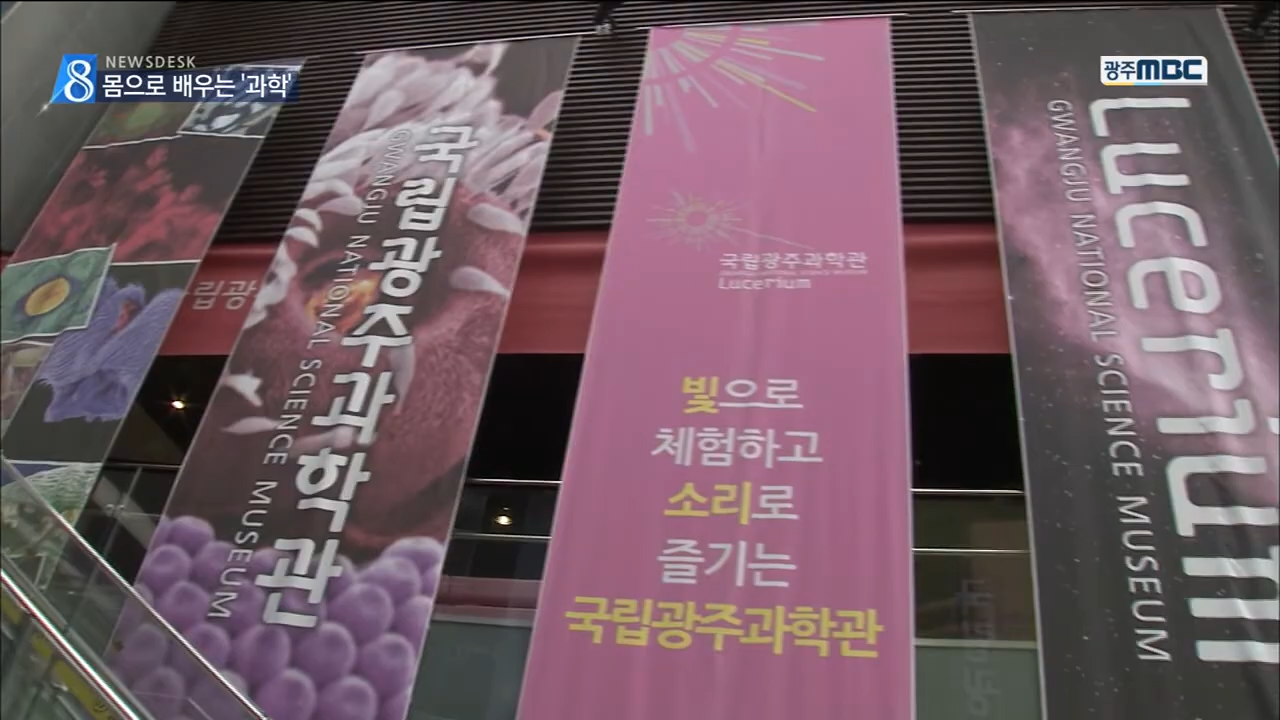 NEWSDESK
8 몸으로 배우는 '과학'
광주MBC
립광
국립광주과학관
GWANGJU NATIONAL SCIENCE MUSEUM
국립광주과학관
Lucerium
빛으로
체험하고
소리로
즐기는
국립광주과학관
Lucerium
GWANGJU NATIONAL SCIENCE MUSEUM